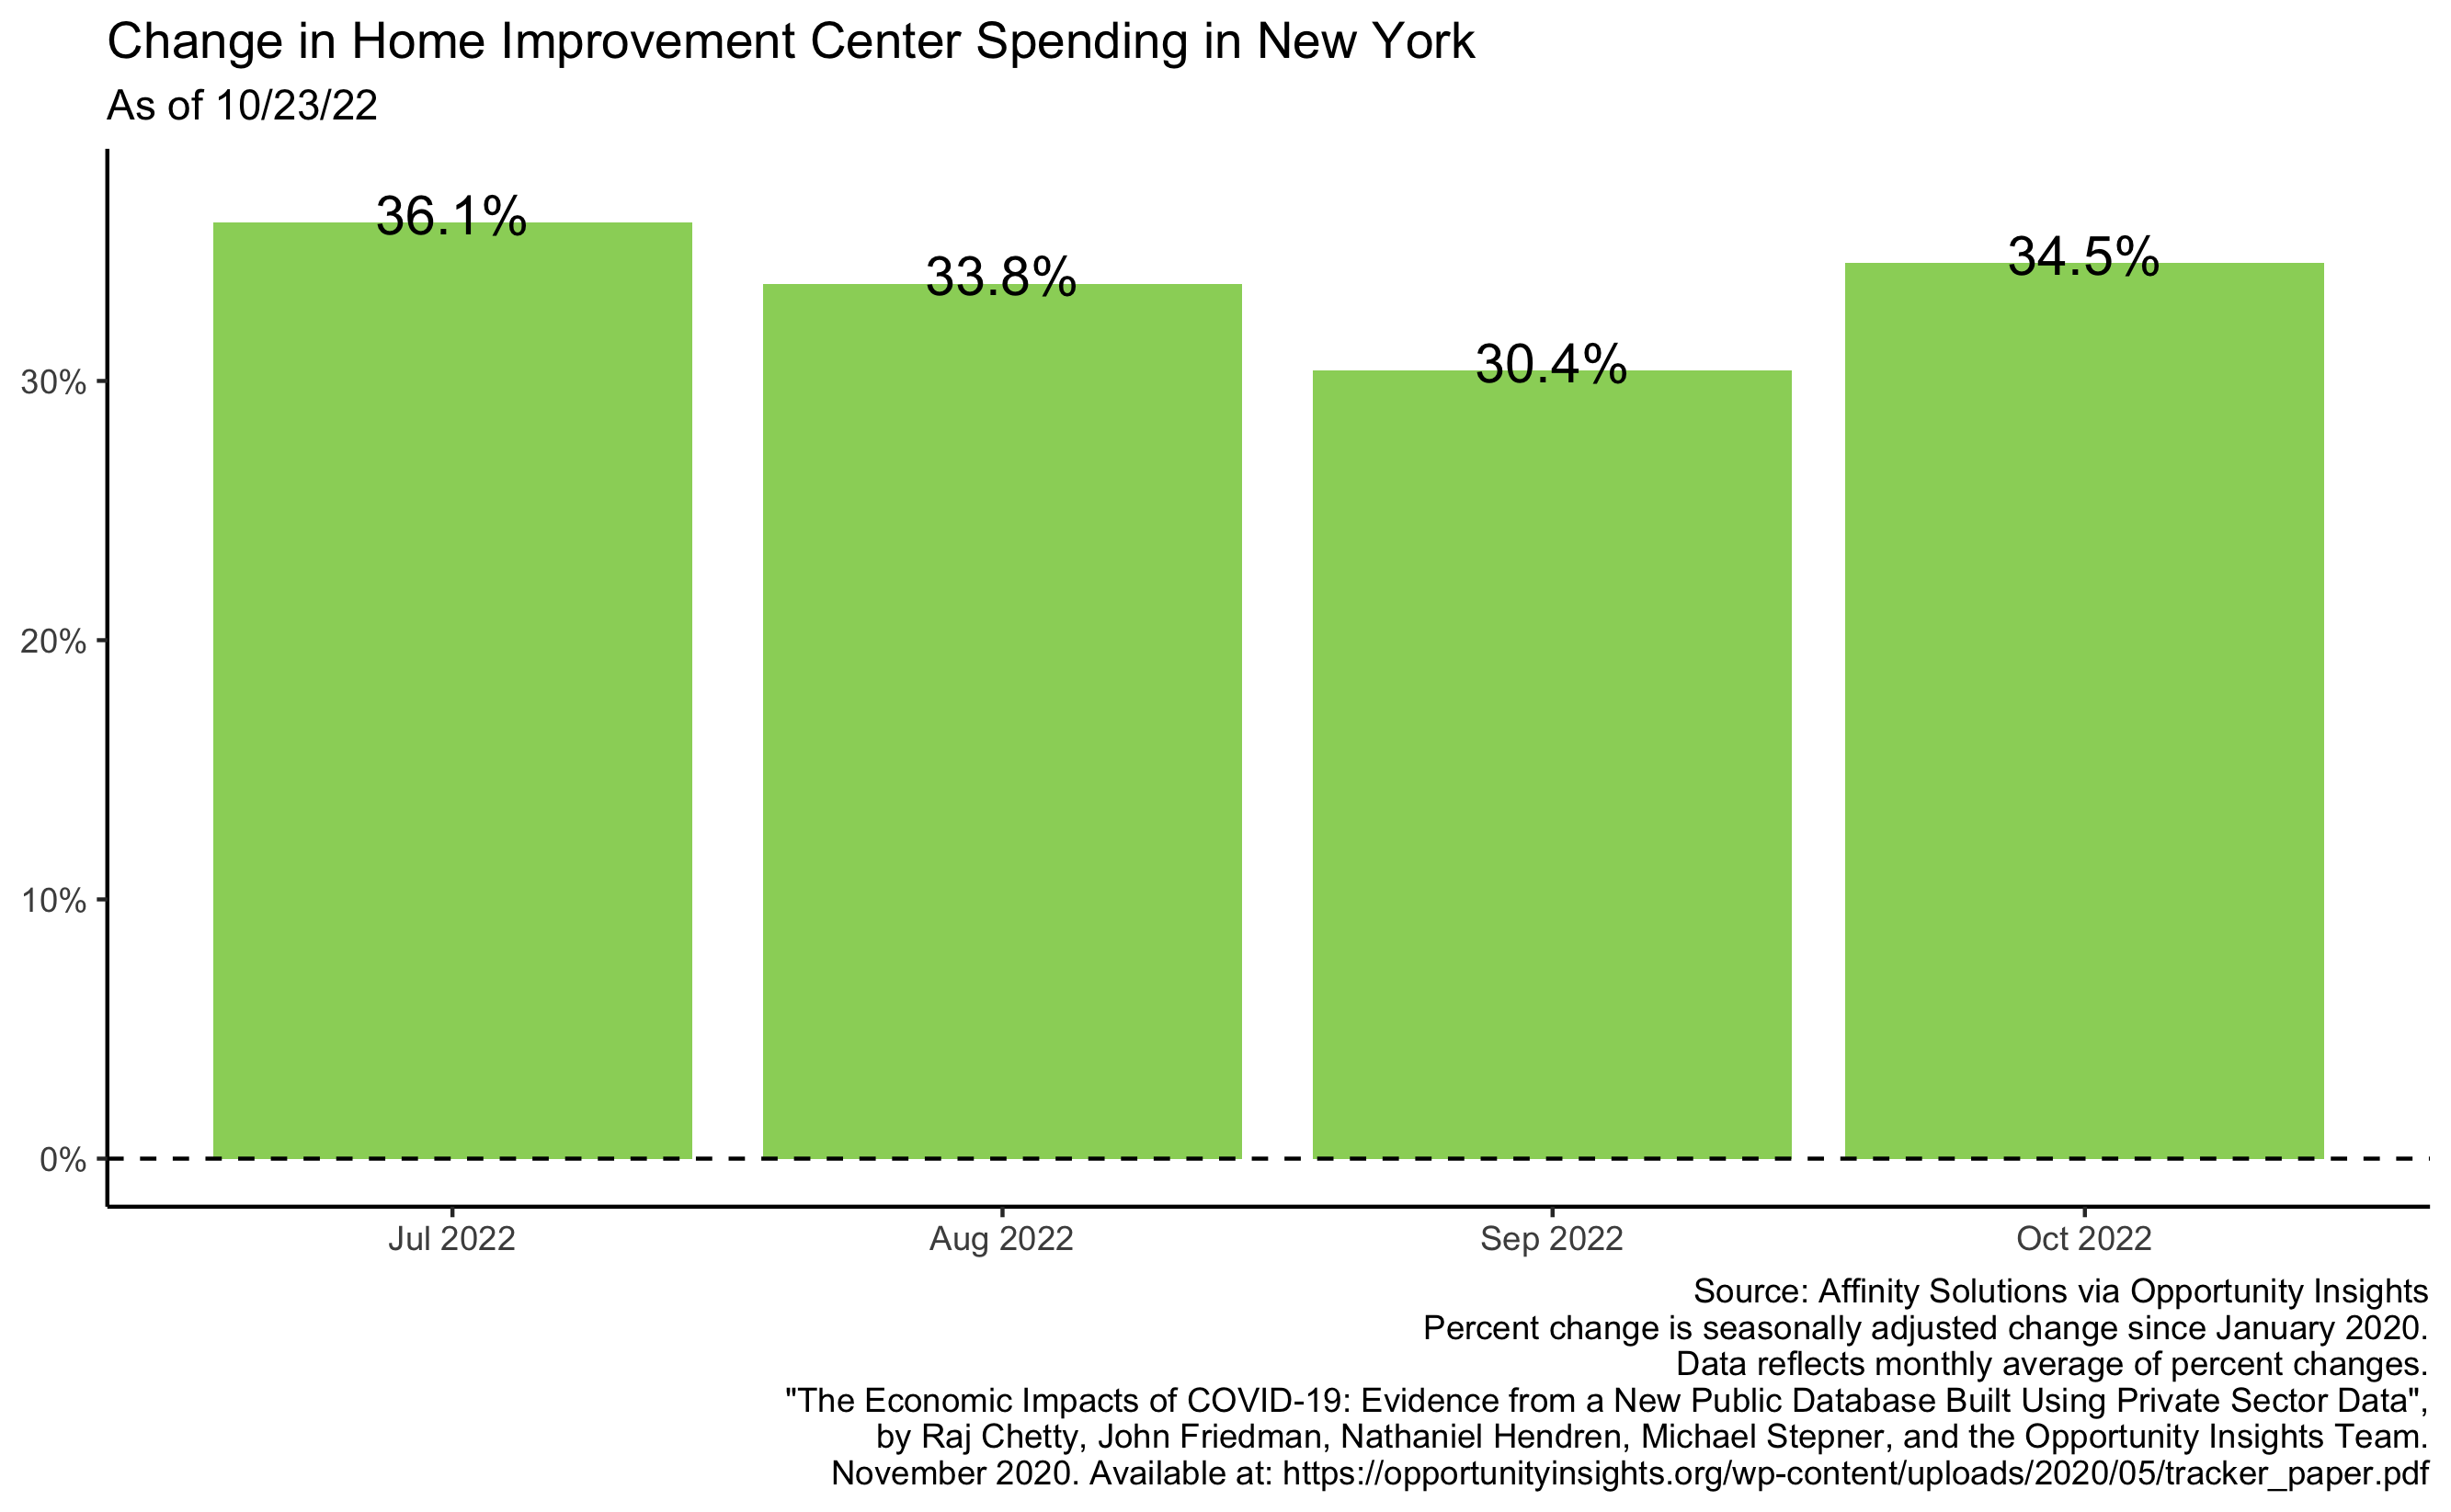 Change in Home Improvement Center Spending in New York
As of 10/23/22
36.1%
33.8%
30.4%
34.5%
30%
20%
10%
0%
Jul 2022
Aug 2022
Sep 2022
Oct 2022
Source: Affinity Solutions via Opportunity Insights
Percent change is seasonally adjusted change since January 2020.
Data reflects monthly average of percent changes.
"The Economic Impacts of COVID-19: Evidence from a New Public Database Built Using Private Sector Data",
by Raj Chetty, John Friedman, Nathaniel Hendren, Michael Stepner, and the Opportunity Insights Team.
November 2020. Available at: https://opportunityinsights.org/wp-content/uploads/2020/05/tracker_paper.pdf